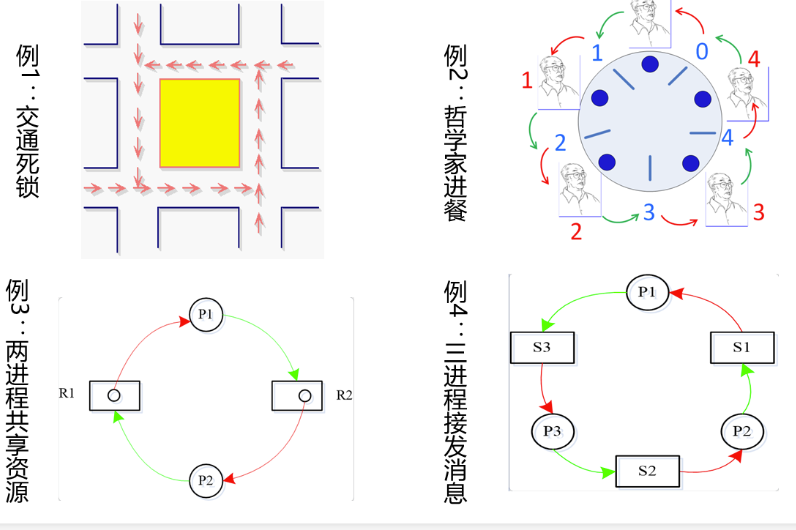 例1：交通死锁
例2：哲学家进餐
0
1
4
1
2
4
2
3
3
例3：两进程共享资源
P1
R1
R2
P2
例4：三进程接发消息
P1
S3
S1
P3
P2
S2